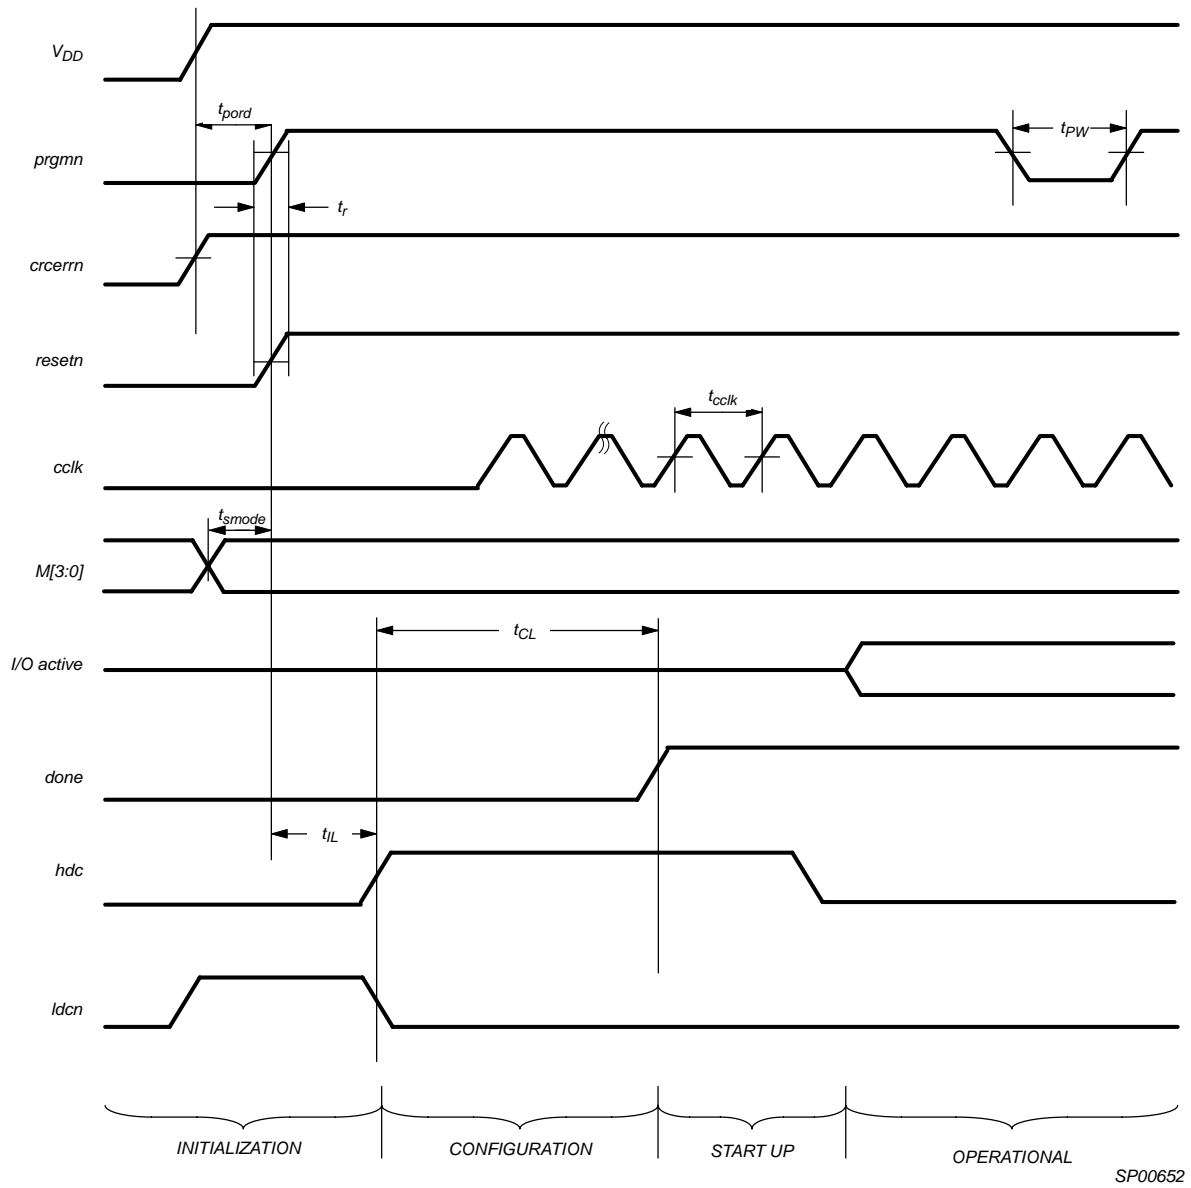 VDD
tpord
prgmn
tPW
tr
crcerrn
resetn
tcclk
cclk
tsmode
M[3:0]
tCL
I/O active
done
tIL
hdc
ldcn
INITIALIZATION
CONFIGURATION
START UP
OPERATIONAL
SP00652